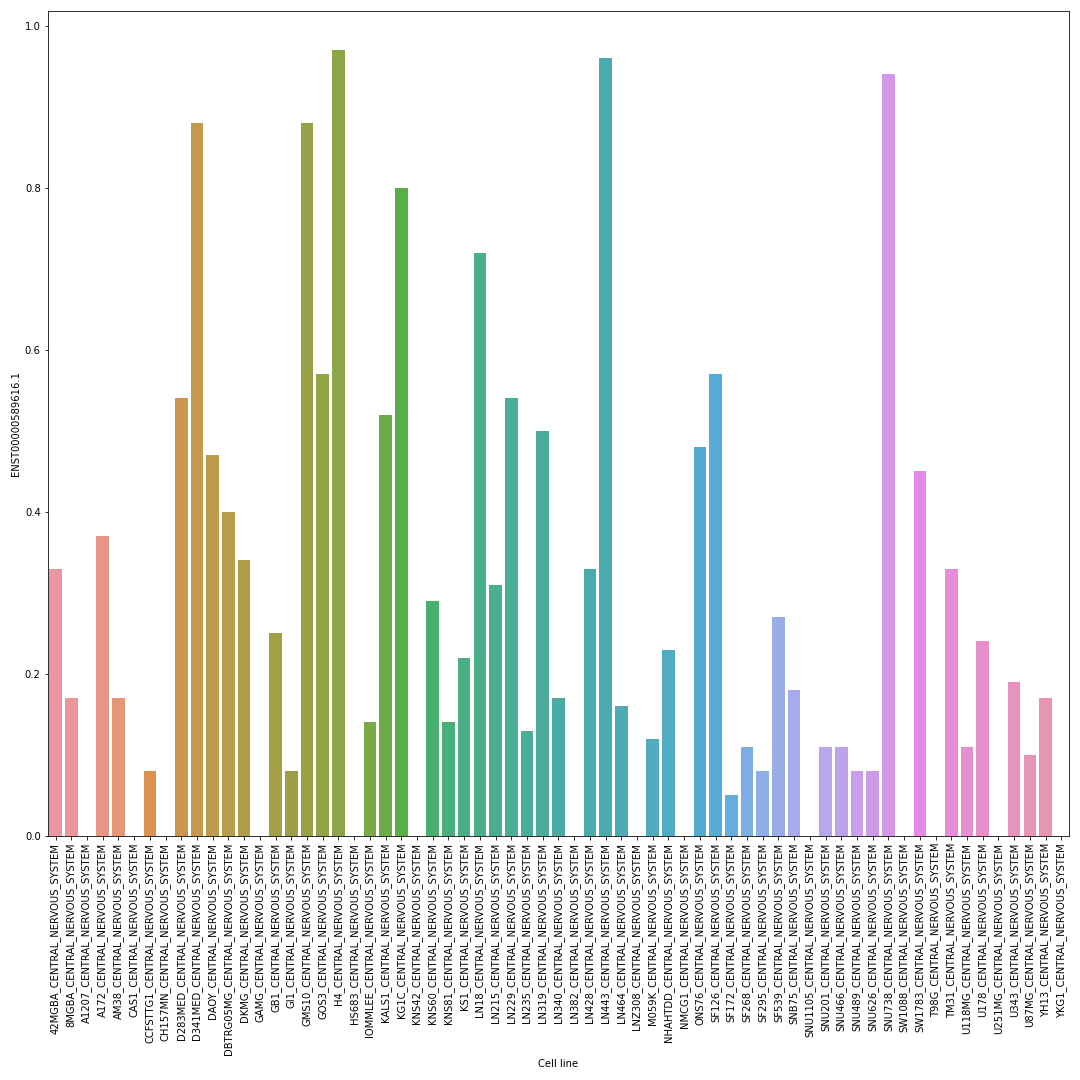 1.0
0.8
0.6
0.4
0.2
0.0
ENST00000589616.1
42MGBA_CENTRAL_NERVOUS_SYSTEM
8MGBA_CENTRAL_NERVOUS_SYSTEM
A1207_CENTRAL_NERVOUS_SYSTEM
A172_CENTRAL_NERVOUS_SYSTEM
AM38_CENTRAL_NERVOUS_SYSTEM
CAS1_CENTRAL_NERVOUS_SYSTEM
CCFSTTG1_CENTRAL_NERVOUS_SYSTEM
CH157MN_CENTRAL_NERVOUS_SYSTEM
D283MED_CENTRAL_NERVOUS_SYSTEM
D341MED_CENTRAL_NERVOUS_SYSTEM
DAOY_CENTRAL_NERVOUS_SYSTEM
DBTRG05MG_CENTRAL_NERVOUS_SYSTEM
DKMG_CENTRAL_NERVOUS_SYSTEM
GAMG_CENTRAL_NERVOUS_SYSTEM
GB1_CENTRAL_NERVOUS_SYSTEM
GI1_CENTRAL_NERVOUS_SYSTEM
GMS10_CENTRAL_NERVOUS_SYSTEM
GOS3_CENTRAL_NERVOUS_SYSTEM
H4_CENTRAL_NERVOUS_SYSTEM
HS683_CENTRAL_NERVOUS_SYSTEM
IOMMLEE_CENTRAL_NERVOUS_SYSTEM
KALS1_CENTRAL_NERVOUS_SYSTEM
KG1C_CENTRAL_NERVOUS_SYSTEM
KNS42_CENTRAL_NERVOUS_SYSTEM
KNS60_CENTRAL_NERVOUS_SYSTEM
KNS81_CENTRAL_NERVOUS_SYSTEM
KS1_CENTRAL_NERVOUS_SYSTEM
LN18_CENTRAL_NERVOUS_SYSTEM
LN215_CENTRAL_NERVOUS_SYSTEM
LN229_CENTRAL_NERVOUS_SYSTEM
LN235_CENTRAL_NERVOUS_SYSTEM
LN319_CENTRAL_NERVOUS_SYSTEM
LN340_CENTRAL_NERVOUS_SYSTEM
LN382_CENTRAL_NERVOUS_SYSTEM
LN428_CENTRAL_NERVOUS_SYSTEM
LN443_CENTRAL_NERVOUS_SYSTEM
LN464_CENTRAL_NERVOUS_SYSTEM
LNZ308_CENTRAL_NERVOUS_SYSTEM
M059K_CENTRAL_NERVOUS_SYSTEM
NHAHTDD_CENTRAL_NERVOUS_SYSTEM
NMCG1_CENTRAL_NERVOUS_SYSTEM
ONS76_CENTRAL_NERVOUS_SYSTEM
SF126_CENTRAL_NERVOUS_SYSTEM
SF172_CENTRAL_NERVOUS_SYSTEM
SF268_CENTRAL_NERVOUS_SYSTEM
SF295_CENTRAL_NERVOUS_SYSTEM
SF539_CENTRAL_NERVOUS_SYSTEM
SNB75_CENTRAL_NERVOUS_SYSTEM
SNU1105_CENTRAL_NERVOUS_SYSTEM
SNU201_CENTRAL_NERVOUS_SYSTEM
SNU466_CENTRAL_NERVOUS_SYSTEM
SNU489_CENTRAL_NERVOUS_SYSTEM
SNU626_CENTRAL_NERVOUS_SYSTEM
SNU738_CENTRAL_NERVOUS_SYSTEM
SW1088_CENTRAL_NERVOUS_SYSTEM
SW1783_CENTRAL_NERVOUS_SYSTEM
T98G_CENTRAL_NERVOUS_SYSTEM
TM31_CENTRAL_NERVOUS_SYSTEM
U118MG_CENTRAL_NERVOUS_SYSTEM
U178_CENTRAL_NERVOUS_SYSTEM
U251MG_CENTRAL_NERVOUS_SYSTEM
U343_CENTRAL_NERVOUS_SYSTEM
U87MG_CENTRAL_NERVOUS_SYSTEM
YH13_CENTRAL_NERVOUS_SYSTEM
YKG1_CENTRAL_NERVOUS_SYSTEM
Cell line